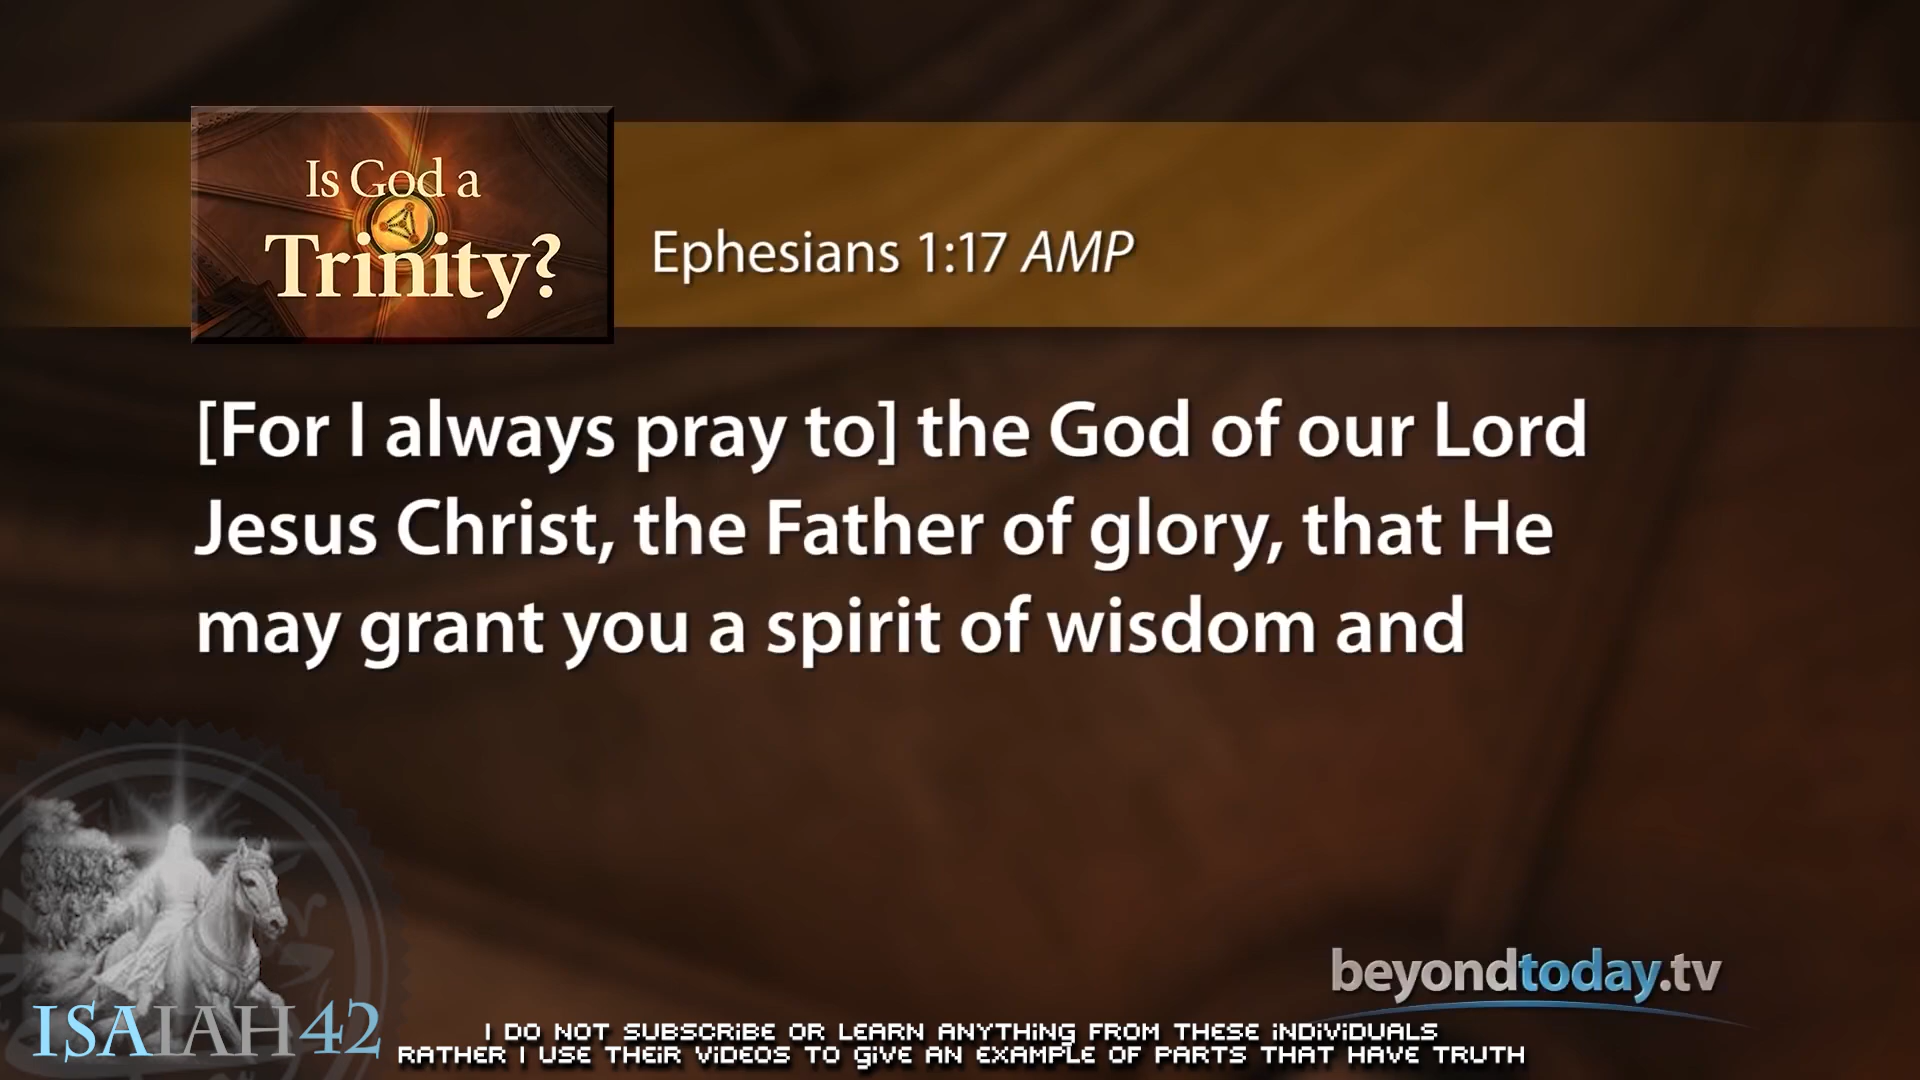 Is God a
Trinity?
Ephesians 1:17 AMP
[For I always pray to] the God of our Lord
Jesus Christ, the Father of glory, that He
may grant you a spirit of wisdom and
beyondtoday.tv
ISAIAH 42
I DO NOT SUBSCRIBE OR LEARN ANYTHING FROM THESE INDIVIDUALS
RATHER I USE THEIR VIDEOS TO GIVE AN EXAMPLE OF PARTS THAT HAVE TRUTH